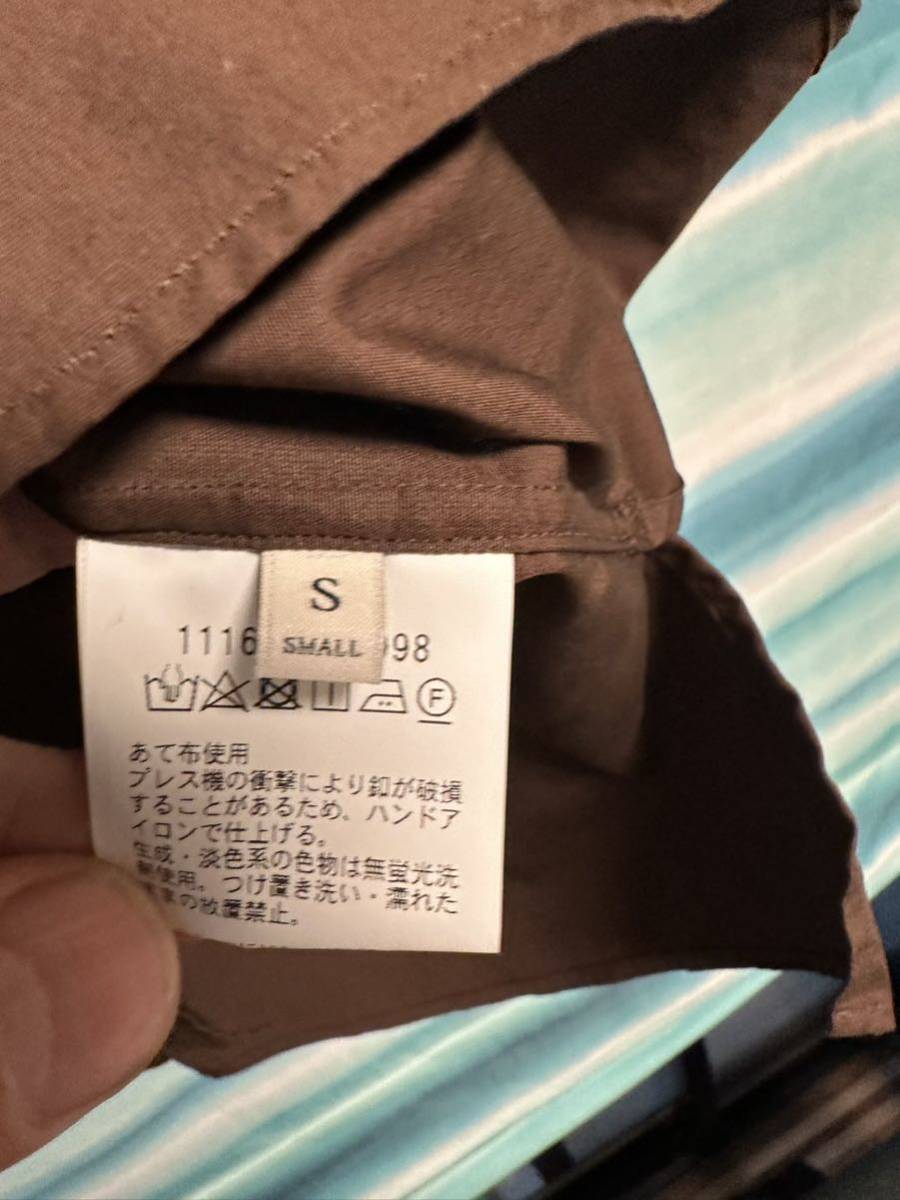 S
SMALL
1116
98
F
あて布使用
プレス機の衝撃により釦が破損
することがあるため、ハンドア
イロンで仕上げる。
生成・淡色系の色物は無蛍光洗
剤使用。つけ置き洗い・濡れた
の放置禁止。